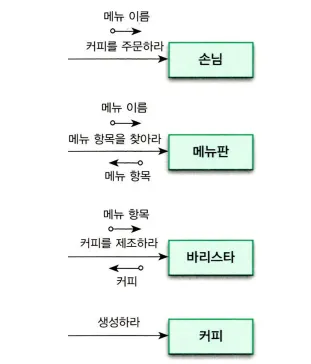 메뉴 이름
커피를 주문하라
손님
메뉴 이름
메뉴 항목을 찾아라
메뉴판
메뉴 항목
메뉴 항목
커피를 제조하라
바리스타
커피
생성하라
커피